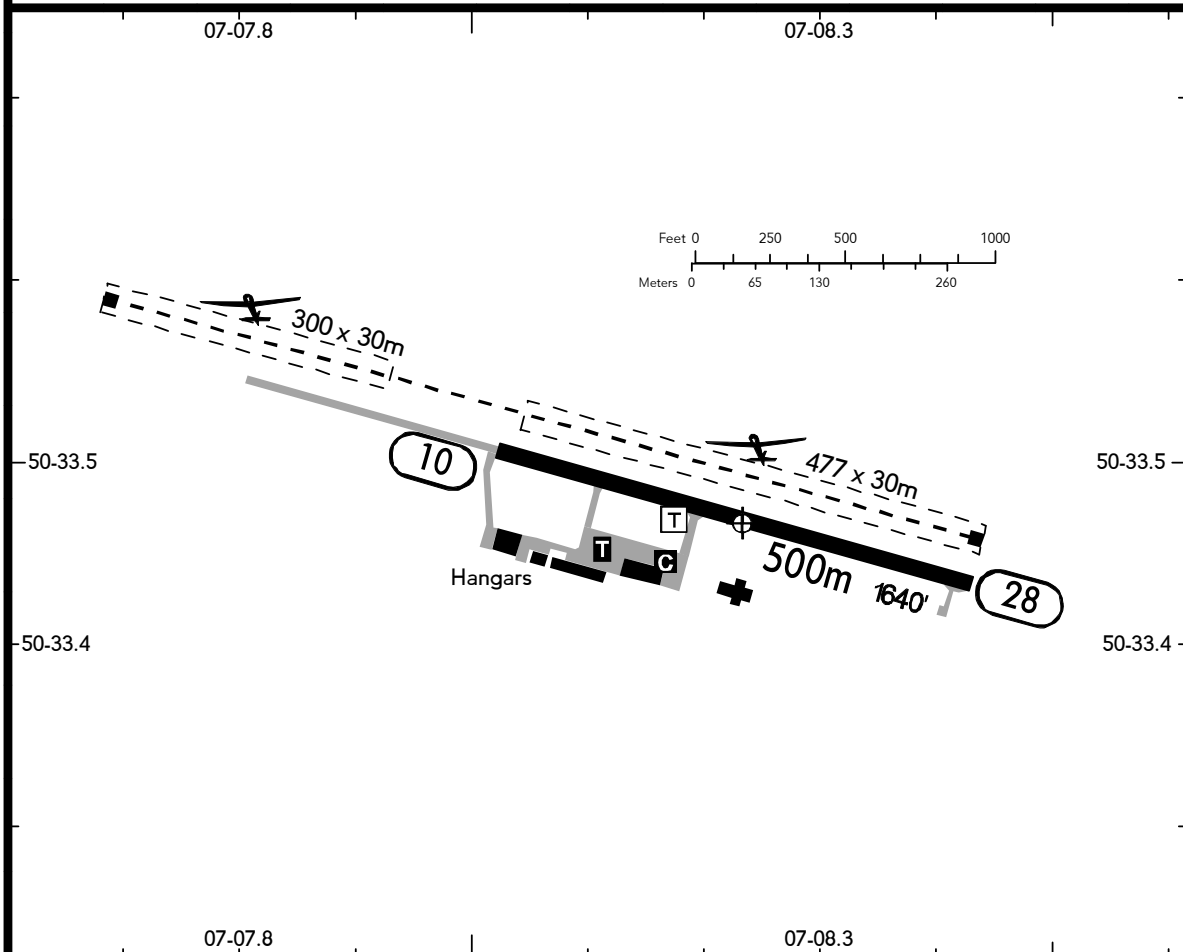 07-07.8 07-08.3
Feet 0 250 500 1000
Meters 0 65 130 260
300 x 30m
10
50-33.5 50-33.5
477 x 30m
T
T
C
500m 1640'
Hangars
28
50-33.4 50-33.4
07-07.8 07-08.3